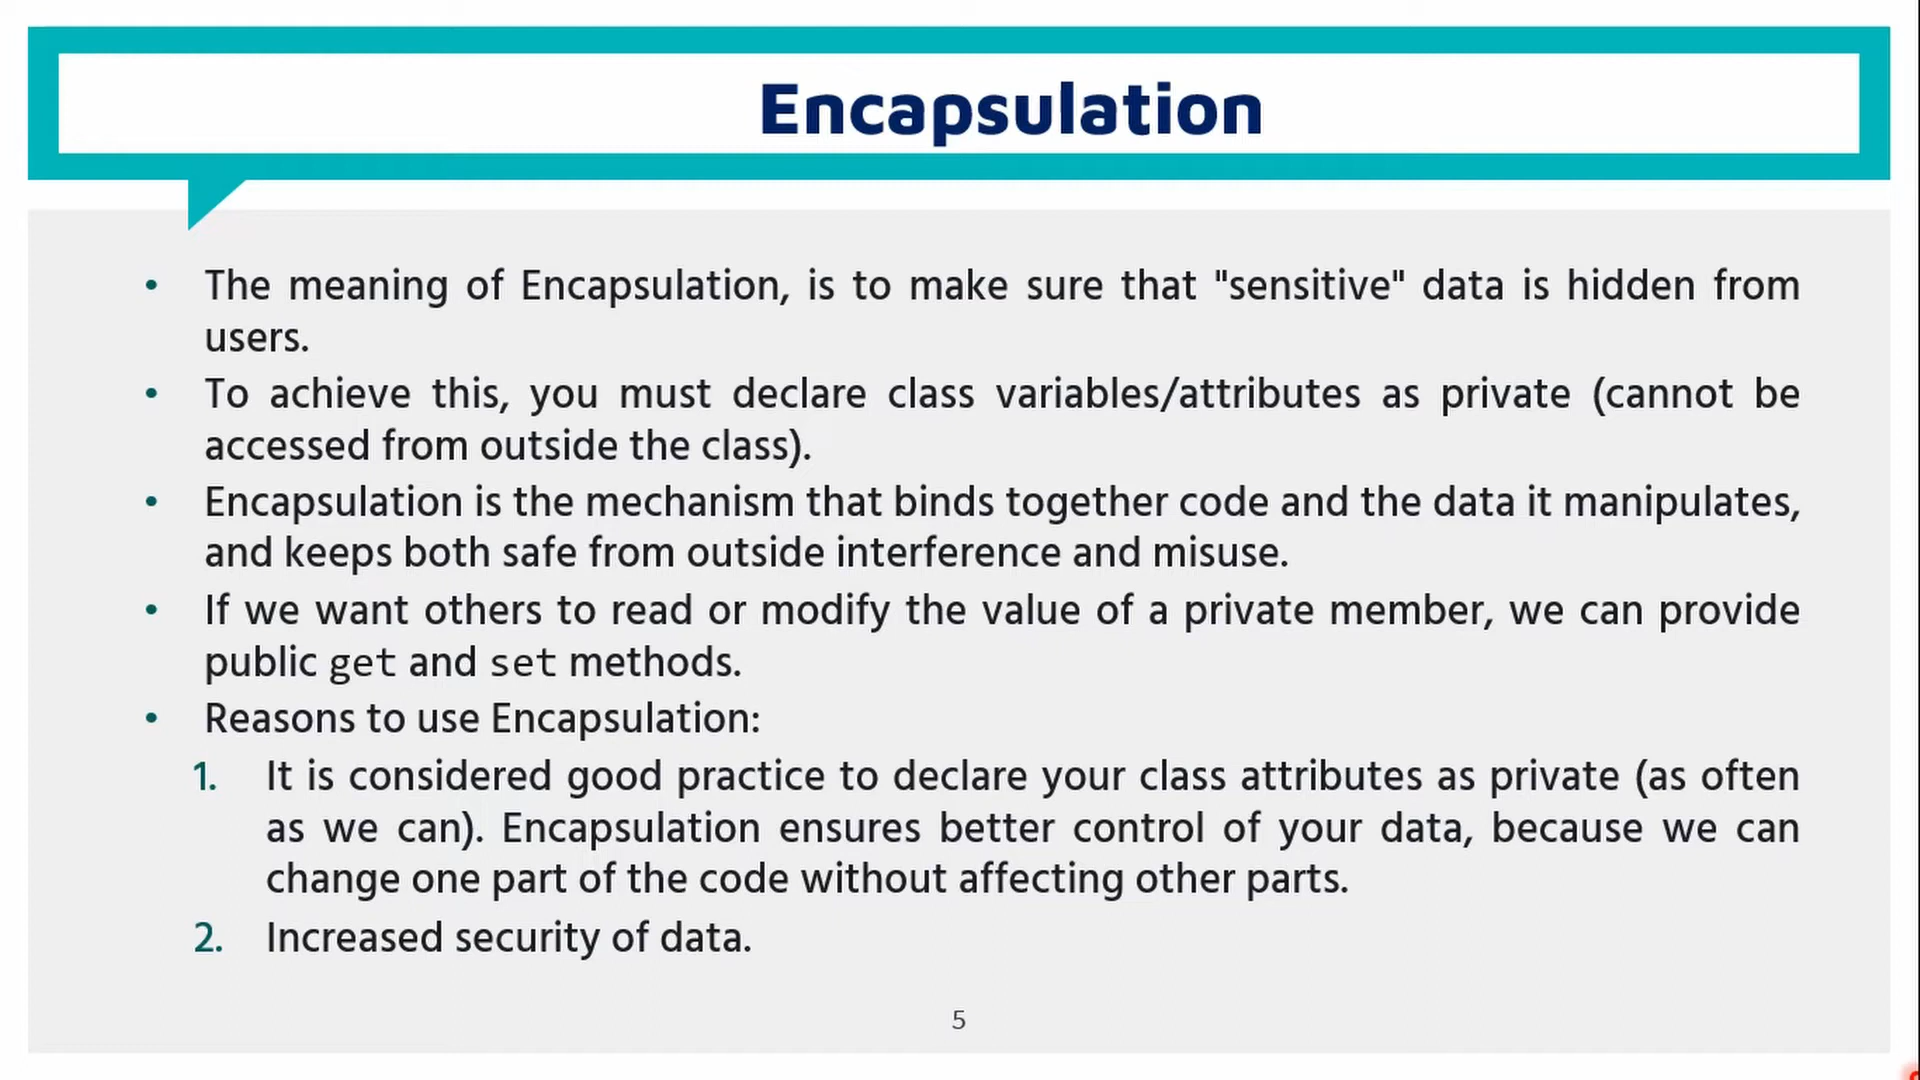 Encapsulation
• The meaning of Encapsulation, is to make sure that "sensitive" data is hidden from
users.
• To achieve this, you must declare class variables/attributes as private (cannot be
accessed from outside the class).
• Encapsulation is the mechanism that binds together code and the data it manipulates,
and keeps both safe from outside interference and misuse.
• If we want others to read or modify the value of a private member, we can provide
public get and set methods.
• Reasons to use Encapsulation:
1. It is considered good practice to declare your class attributes as private (as often
as we can). Encapsulation ensures better control of your data, because we can
change one part of the code without affecting other parts.
2. Increased security of data.
5